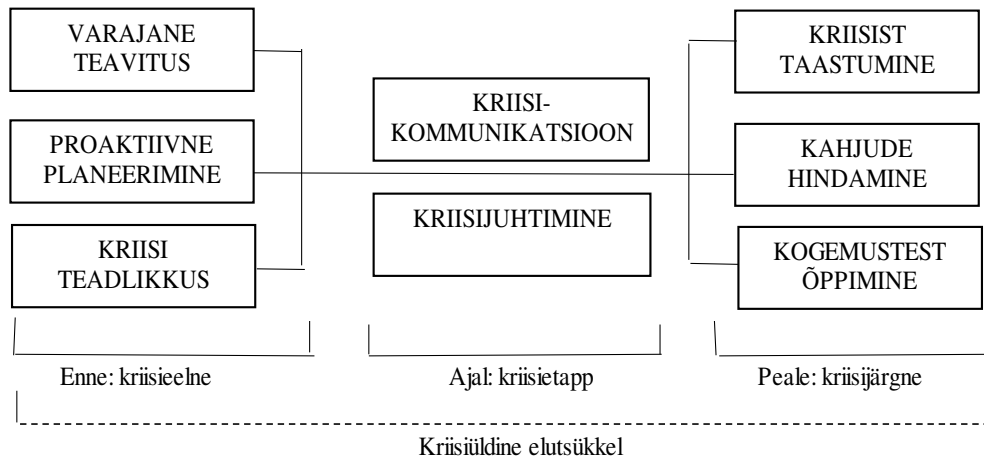 VARAJANE
TEAVITUS
PROAKTIIVNE
PLANEERIMINE
KRIISI
TEADLIKKUS
KRIISI-
KOMMUNIKATSIOON
KRIISIJUHTIMINE
KRIISIST
TAASTUMINE
KAHJUDE
HINDAMINE
KOGEMUSTEST
ÕPPIMINE
Enne: kriisieelne
Ajal: kriisietapp
Peale: kriisijärgne
Kriisiüldine elutsükkel